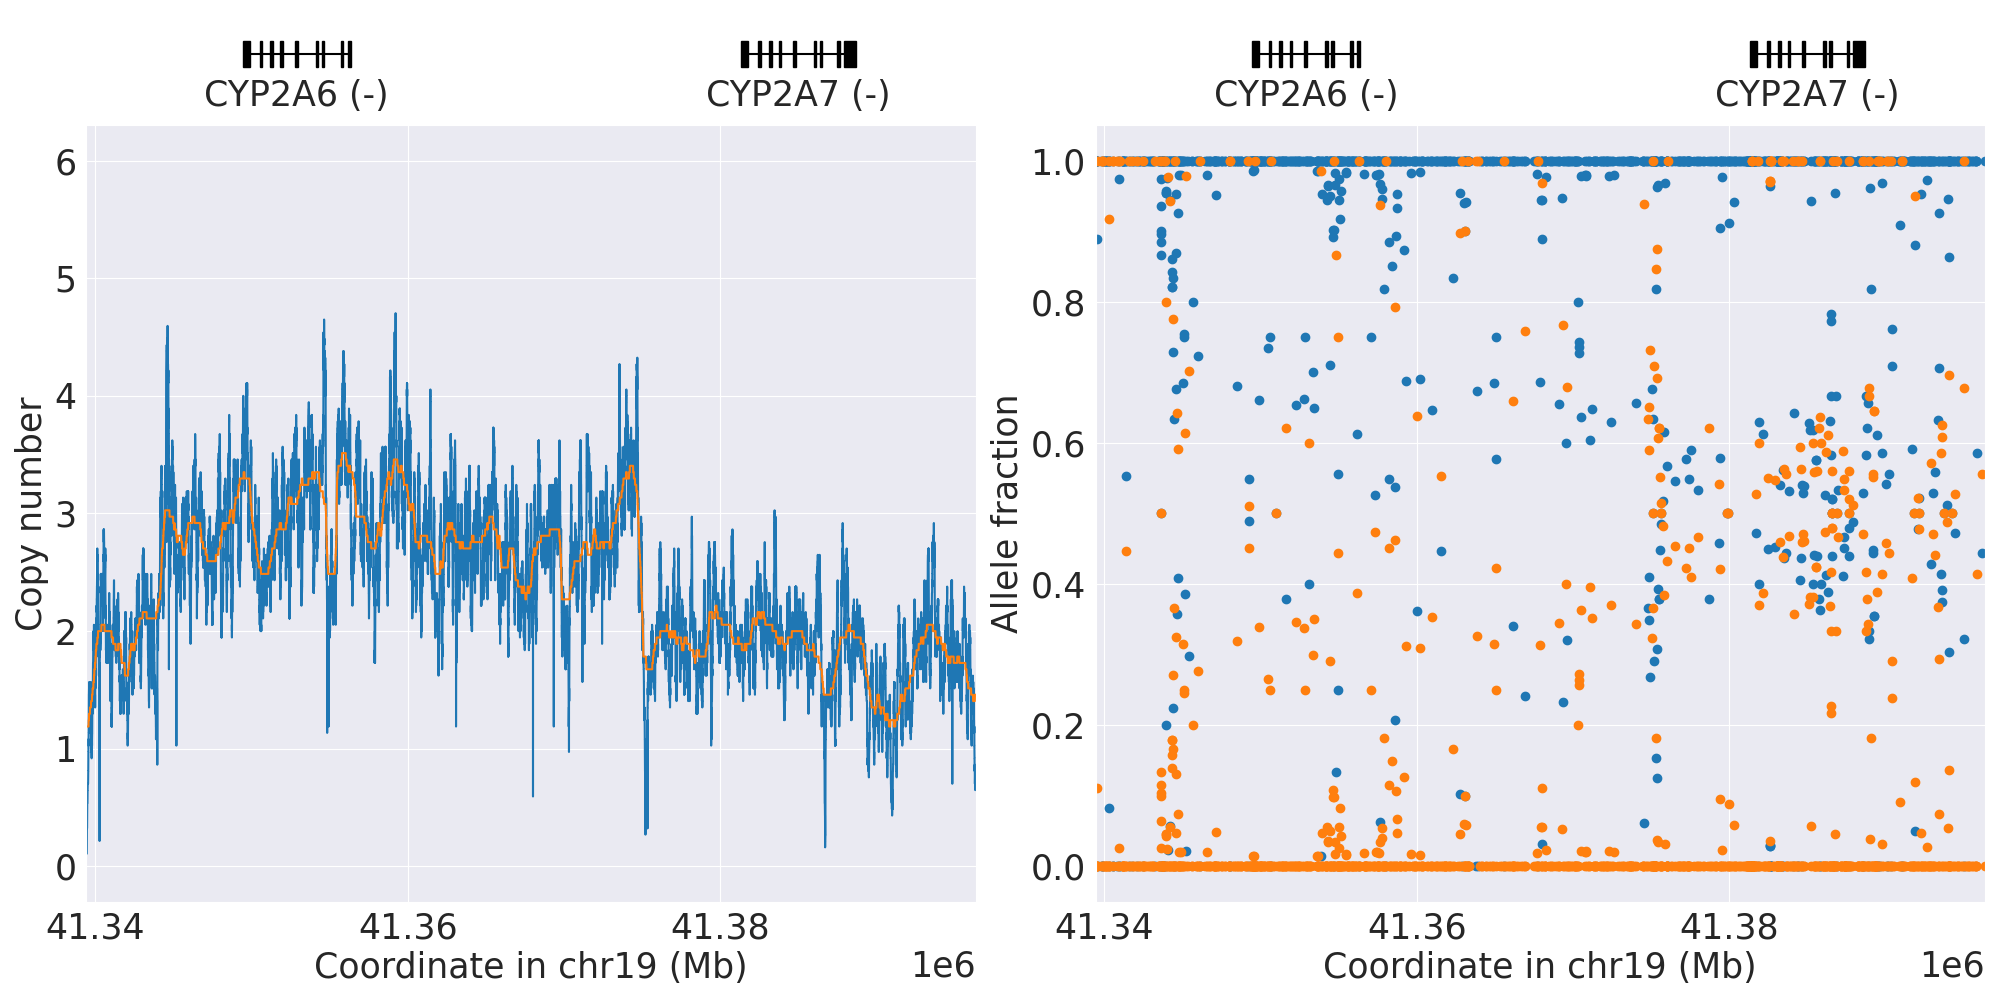 CYP2A6 (-)
CYP2A7 (-)
6
5
4
3
2
1
0
Copy number
41.34
41.36
41.38
Coordinate in chr19 (Mb)
1e6
CYP2A6 (-)
CYP2A7 (-)
1.0
0.8
0.6
0.4
0.2
0.0
Allele fraction
41.34
41.36
41.38
Coordinate in chr19 (Mb)
1e6